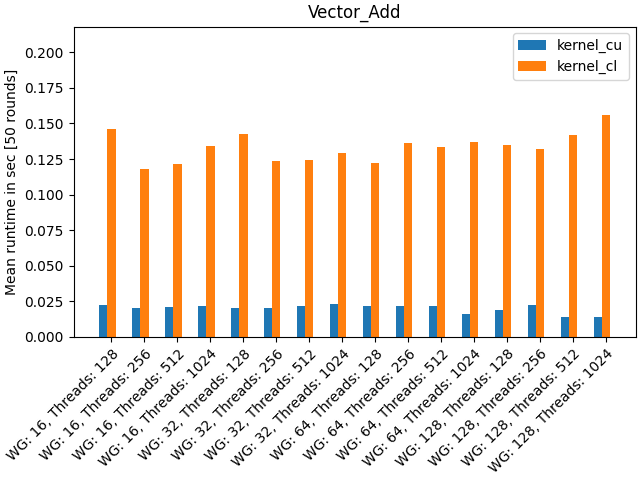 Vector_Add
kernel_cu
kernel_cl
Mean runtime in sec [50 rounds]
0.200
0.175
0.150
0.125
0.100
0.075
0.050
0.025
0.000
WG: 16, Threads: 128
WG: 16, Threads: 256
WG: 16, Threads: 512
WG: 16, Threads: 1024
WG: 32, Threads: 128
WG: 32, Threads: 256
WG: 32, Threads: 512
WG: 32, Threads: 1024
WG: 64, Threads: 128
WG: 64, Threads: 256
WG: 64, Threads: 512
WG: 64, Threads: 1024
WG: 128, Threads: 128
WG: 128, Threads: 256
WG: 128, Threads: 512
WG: 128, Threads: 1024